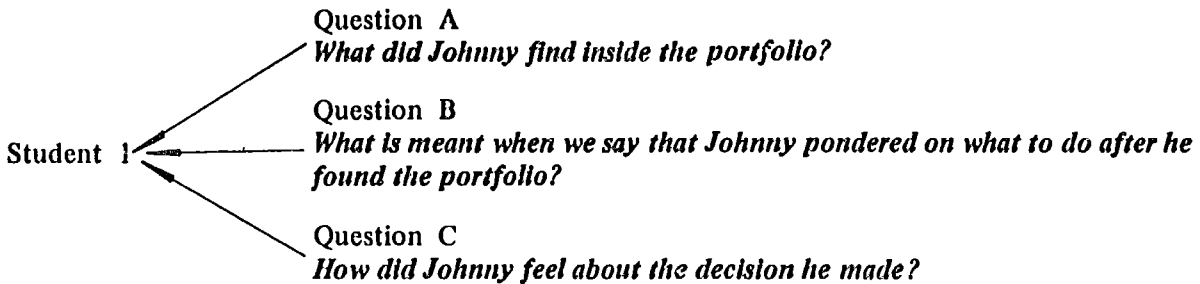 Question A
What did Johnny find inside the portfolio?
Question B
Student 1
What is meant when we say that Johnny pondered on what to do after he
found the portfolio?
Question C
How did Johnny feel about the decision he made?